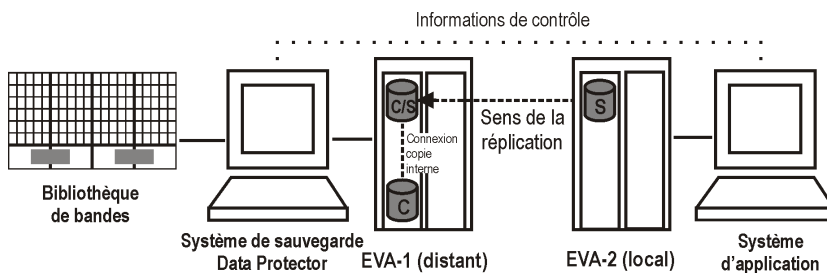 Informations de contrôle
C/S
S
Sens de la
réplication
Connexion
copie
interne
C
Bibliothèque
de bandes
Système de sauvegarde
Data Protector
EVA-1 (distant)
EVA-2 (local)
Système
d'application